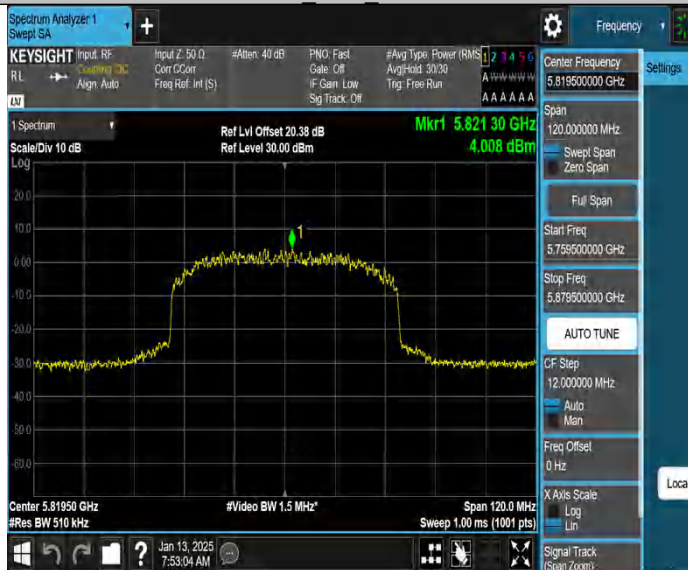 Spectrum Analyzer 1
Swept SA
Frequency
KEYSIGHT
RL
Input: RF
Coupling: DC
Align: Auto
Input Z: 50 Ω
Corr CCorr
Freq Ref: Int (S)
#Atten: 40 dB
PNO: Fast
Gate: Off
IF Gain: Low
Sig Track: Off
#Avg Type: Power (RMS
Avg|Hold: 30/30
Trig: Free Run
1 2 3 4 5 6
A W W W W W
A A A A A A
LXI
1 Spectrum
Scale/Div 10 dB
Log
Ref Lvl Offset 20.38 dB
Ref Level 30.00 dBm
Mkr1 5.821 30 GHz
4.008 dBm
20.0
10.0
0.00
-10.0
-20.0
-30.0
-40.0
-50.0
-60.0
1
Center 5.81950 GHz
#Res BW 510 kHz
#Video BW 1.5 MHz*
Span 120.0 MHz
Sweep 1.00 ms (1001 pts)
Jan 13, 2025
7:53:04 AM
Center Frequency
5.819500000 GHz
Settings
Span
120.000000 MHz
Swept Span
Zero Span
Full Span
Start Freq
5.759500000 GHz
Stop Freq
5.879500000 GHz
AUTO TUNE
CF Step
12.000000 MHz
Auto
Man
Freq Offset
0 Hz
X Axis Scale
Log
Lin
Loca
Signal Track
(Span Zoom)